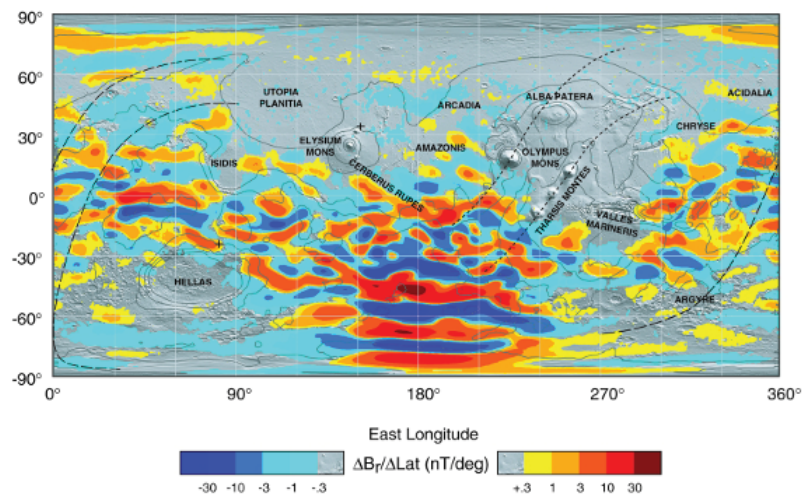 90°
60°
30°
0°
-30°
-60°
-90°
UTOPIA
PLANITIA
ARCADIA
ALBA PATERA
ACIDALIA
CHRYSE
ELYSIUM
MONS
AMAZONIS
OLYMPUS
MONS
ISIDIS
CERBERUS RUPES
THARSIS MONTES
VALLES
MARINERIS
HELLAS
ARGYRE
0° 90° 180° 270° 360°
East Longitude
ΔBr/ΔLat (nT/deg)
-30 -10 -3 -1 -.3 +.3 1 3 10 30